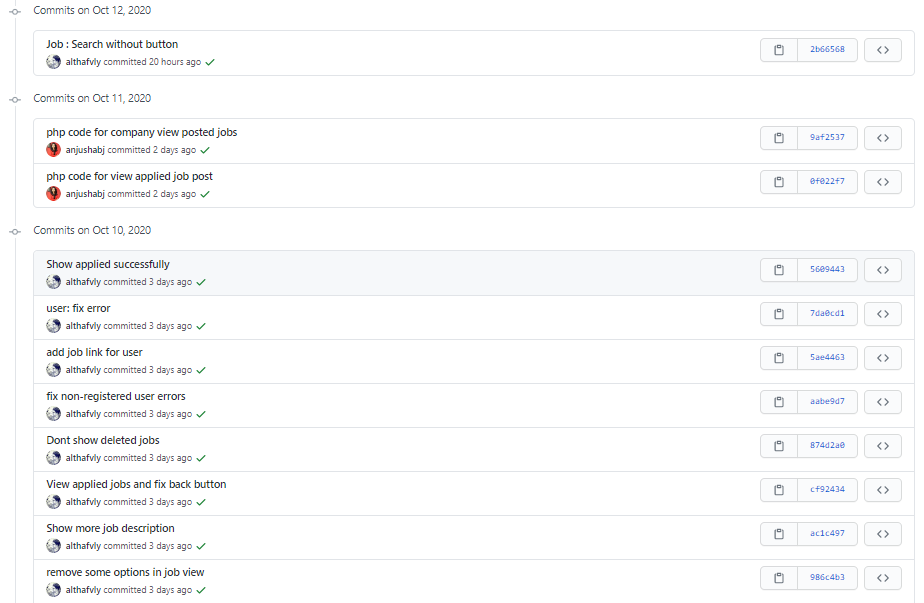 Commits on Oct 12, 2020
Job : Search without button
2b66568
althafvly committed 20 hours ago
Commits on Oct 11, 2020
php code for company view posted jobs
9af2537
anjushabj committed 2 days ago
php code for view applied job post
0f022f7
anjushabj committed 2 days ago
Commits on Oct 10, 2020
Show applied successfully
5609443
althafvly committed 3 days ago
user: fix error
7da0cd1
althafvly committed 3 days ago
add job link for user
5ae4463
althafvly committed 3 days ago
fix non-registered user errors
aabe9d7
althafvly committed 3 days ago
Dont show deleted jobs
874d2a0
althafvly committed 3 days ago
View applied jobs and fix back button
cf92434
althafvly committed 3 days ago
Show more job description
ac1c497
althafvly committed 3 days ago
remove some options in job view
986c4b3
althafvly committed 3 days ago